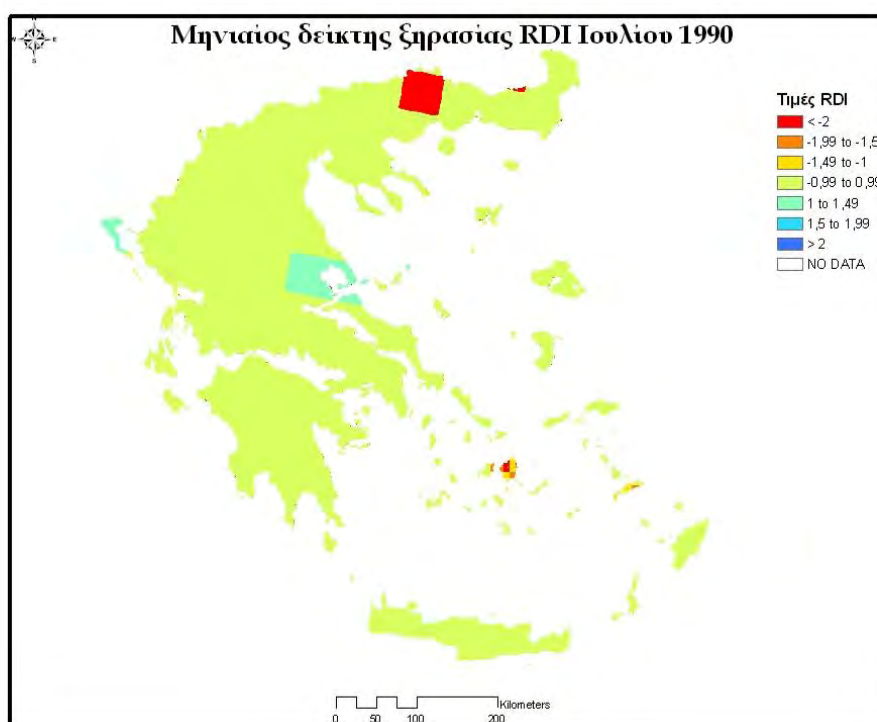 Μηνιαίος δείκτης ξηρασίας RDI Ιουλίου 1990
N
W
E
S
Τιμές RDI
< -2
-1,99 to -1,5
-1,49 to -1
-0,99 to 0,99
1 to 1,49
1,5 to 1,99
> 2
NO DATA
Kilometers
0 50 100 200